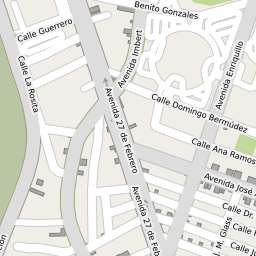 Benito Gonzales
Calle Guerrero
Avenida Imbert
Avenida Enriquillo
Calle La Rosita
Calle Domingo Bermúdez
Avenida 27 de Febrero
Calle Ana Ramos
Avenida José
Calle Dr.
Avenida 27 de Febrero
J. M. Glass
Calle